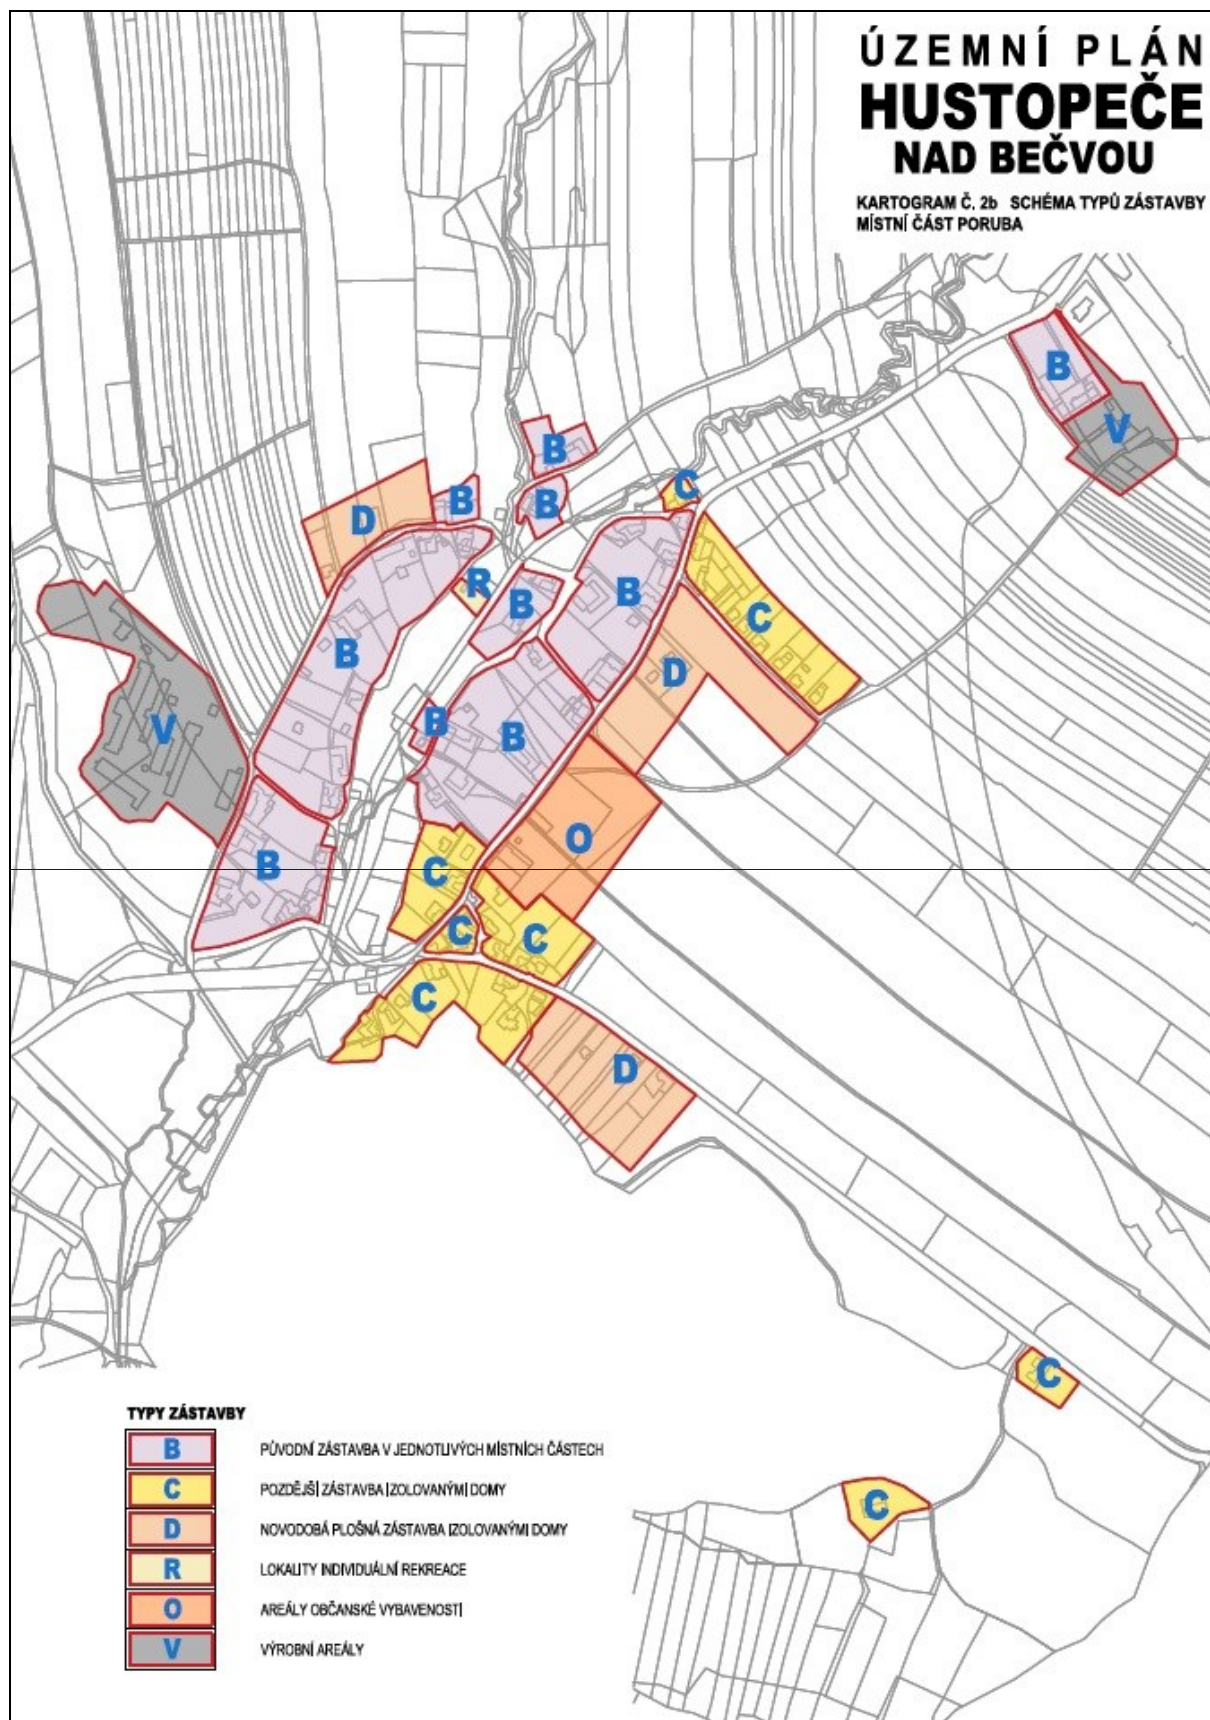 ÚZEMNÍ PLÁN
HUSTOPEČE
NAD BEČVOU
KARTOGRAM Č. 2b SCHÉMA TYPŮ ZÁSTAVBY
MÍSTNÍ ČÁST PORUBA
B
V
B
B
B
C
D
R
B
B
C
B
D
V
B
B
O
B
C
C
C
C
D
C
C
TYPY ZÁSTAVBY
B PŮVODNÍ ZÁSTAVBA V JEDNOTLIVÝCH MÍSTNÍCH ČÁSTECH
C POZDĚJŠÍ ZÁSTAVBA IZOLOVANÝMI DOMY
D NOVODOBÁ PLOŠNÁ ZÁSTAVBA IZOLOVANÝMI DOMY
R LOKALITY INDIVIDUÁLNÍ REKREACE
O AREÁLY OBČANSKÉ VYBAVENOSTI
V VÝROBNÍ AREÁLY